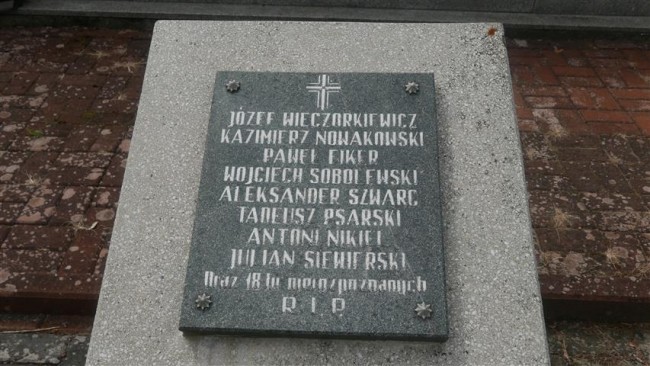 JÓZEF WIECZORKIEWICZ
KAZIMIERZ NOWAKOWSKI
PAWEŁ FIKER
WOJCIECH SOBOLEWSKI
ALEKSANDER SZWARC
TADEUSZ PSARSKI
ANTONI NIKIEL
JULIAN SIEWIERSKI
Oraz 18-tu nierozpoznanych
R I P